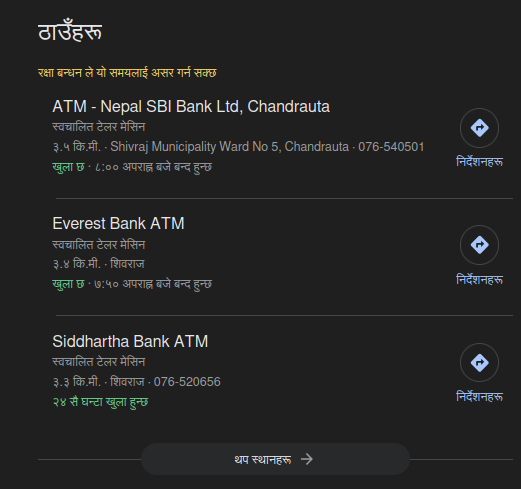 ठाउँहरू
रक्षा बन्धन ले यो समयलाई असर गर्न सक्छ
ATM - Nepal SBI Bank Ltd, Chandrauta
स्वचालित टेलर मेसिन
३.५ कि.मी. · Shivraj Municipality Ward No 5, Chandrauta · 076-540501
खुला छ · ८:०० अपराह्न बजे बन्द हुन्छ
निर्देशनहरू
Everest Bank ATM
स्वचालित टेलर मेसिन
३.४ कि.मी. · शिवराज
खुला छ · ७:५० अपराह्न बजे बन्द हुन्छ
निर्देशनहरू
Siddhartha Bank ATM
स्वचालित टेलर मेसिन
३.३ कि.मी. · शिवराज · 076-520656
२४ सै घन्टा खुला हुन्छ
निर्देशनहरू
थप स्थानहरू